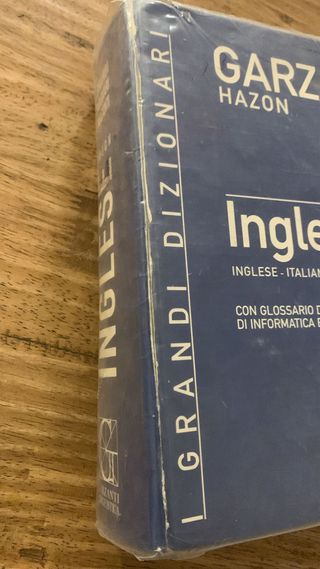 GARZ
HAZON
Ingle
INGLESE - ITALIAN
CON GLOSSARIO D
DI INFORMATICA E
I GRANDI DIZIONARI
INGLESE